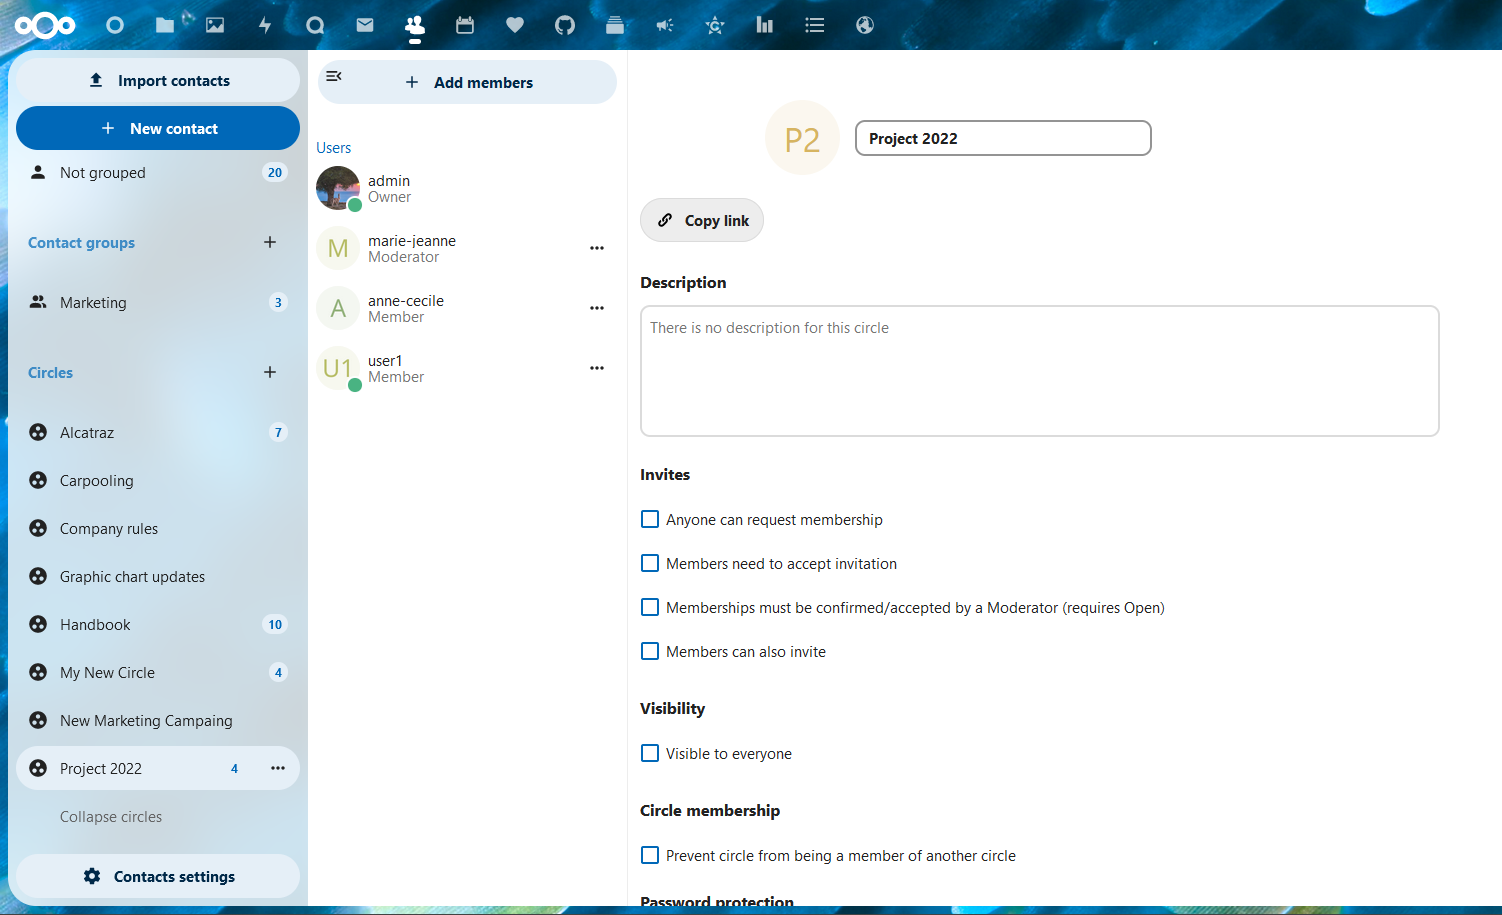 Import contacts
New contact
Not grouped 20
Contact groups
Marketing 3
Circles
Alcatraz 7
Carpooling
Company rules
Graphic chart updates
Handbook 10
My New Circle 4
New Marketing Campaing
Project 2022 4
Collapse circles
Contacts settings
Add members
Users
admin
Owner
M
marie-jeanne
Moderator
A
anne-cecile
Member
U1
user1
Member
P2
Project 2022
Copy link
Description
There is no description for this circle
Invites
Anyone can request membership
Members need to accept invitation
Memberships must be confirmed/accepted by a Moderator (requires Open)
Members can also invite
Visibility
Visible to everyone
Circle membership
Prevent circle from being a member of another circle
Password protection